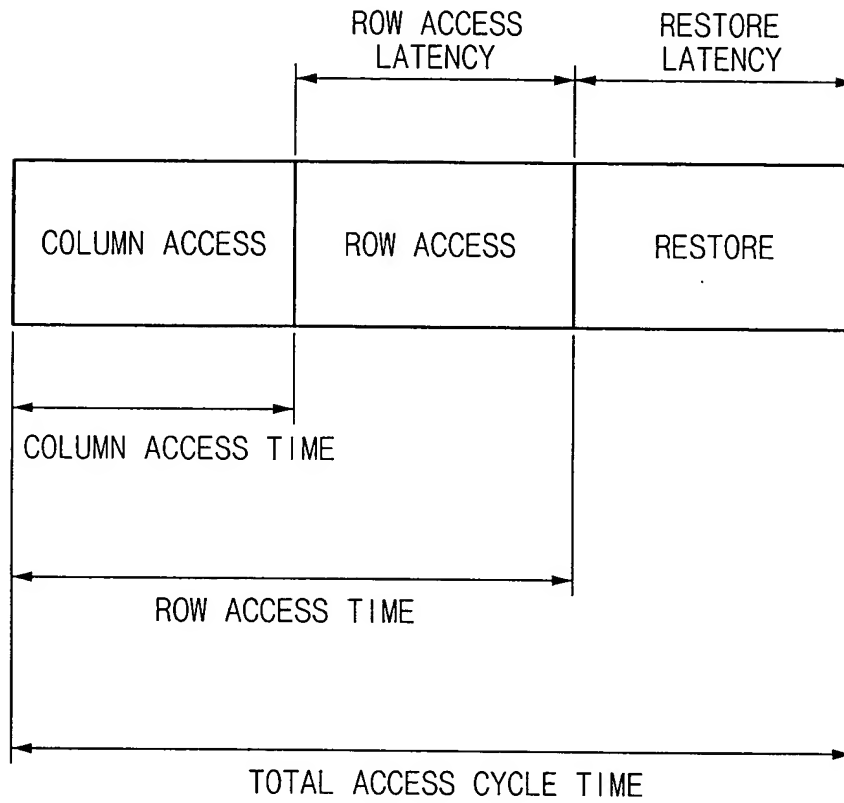 ROW ACCESS
LATENCY
RESTORE
LATENCY
COLUMN ACCESS
ROW ACCESS
RESTORE
COLUMN ACCESS TIME
ROW ACCESS TIME
TOTAL ACCESS CYCLE TIME